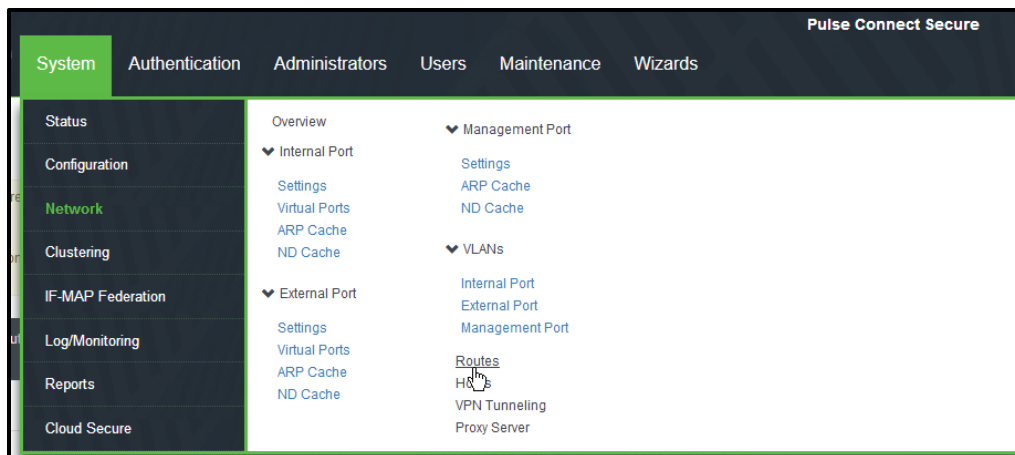 Pulse Connect Secure
System Authentication Administrators Users Maintenance Wizards
Status
Configuration
Network
Clustering
IF-MAP Federation
Log/Monitoring
Reports
Cloud Secure
Overview
Internal Port
Settings
Virtual Ports
ARP Cache
ND Cache
External Port
Settings
Virtual Ports
ARP Cache
ND Cache
Management Port
Settings
ARP Cache
ND Cache
VLANs
Internal Port
External Port
Management Port
Routes
VPN Tunneling
Proxy Server